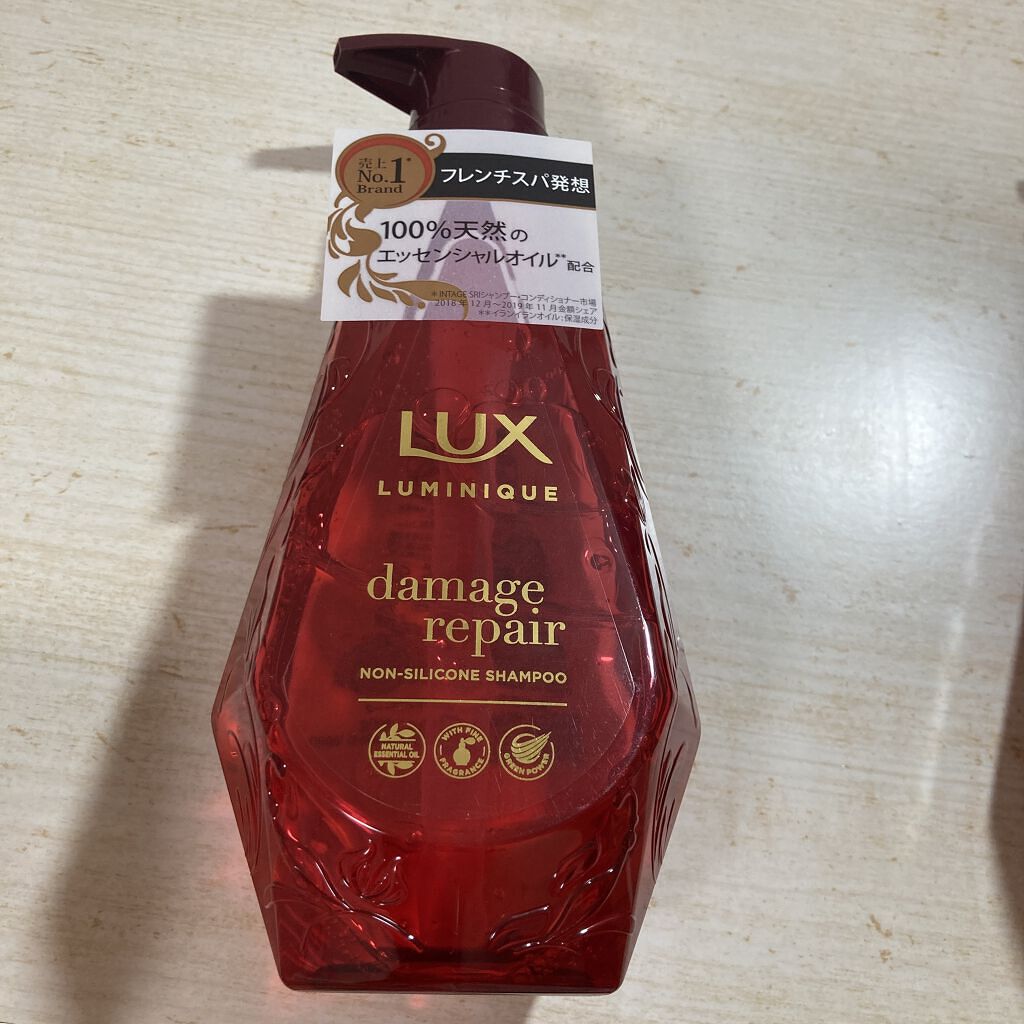 売上
No.1*
Brand
フレンチスパ発想
100%天然の
エッセンシャルオイル**配合
*INTAGE SRIシャンプー・コンディショナー市場
2018年12月～2019年11月金額シェア
**イランイランオイル:保湿成分
LUX
LUMINIQUE
damage
repair
NON-SILICONE SHAMPOO
NATURAL
ESSENTIAL OIL
WITH FINE
FRAGRANCE
GREEN POWER